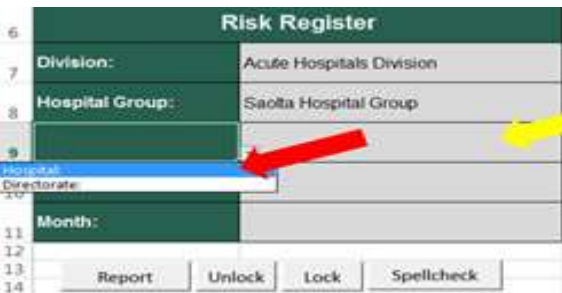 6 Risk Register
7 Division: Acute Hospitals Division
8 Hospital Group: Saolta Hospital Group
9
Hospital:
Directorate:
10
11 Month:
12
13 Report Unlock Lock Spellcheck
14